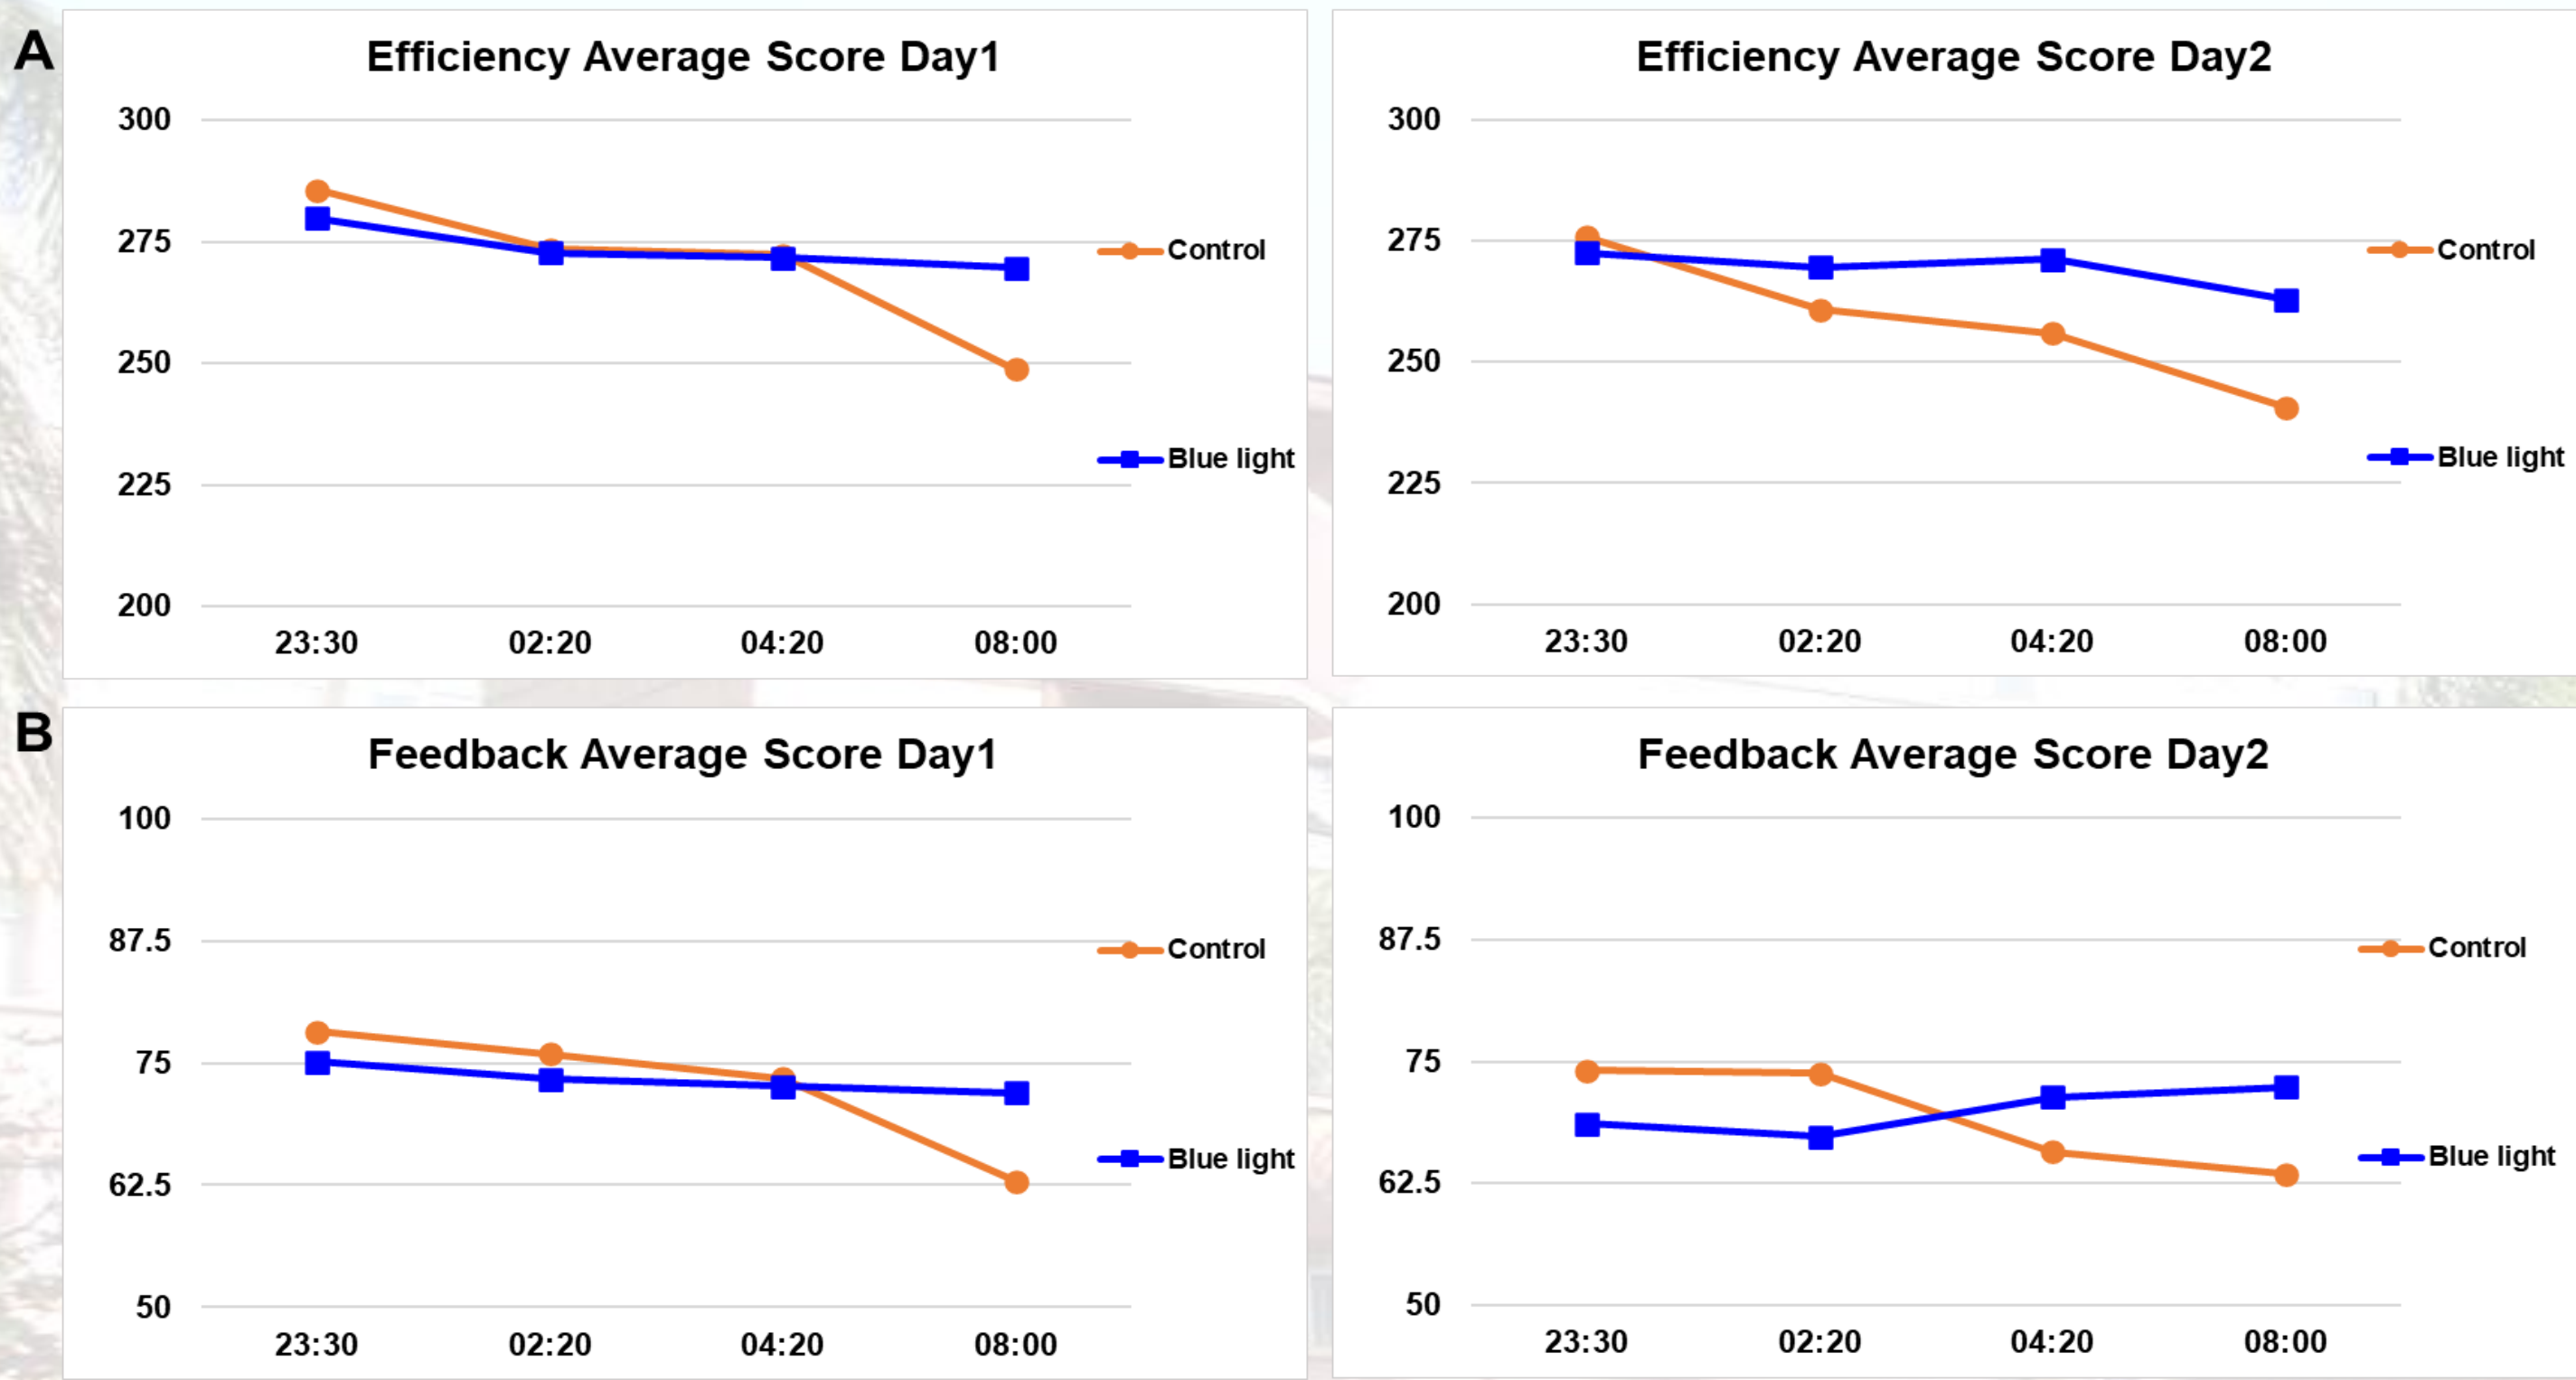 A
Efficiency Average Score Day1
300
275
250
225
200
23:30 02:20 04:20 08:00
Control
Blue light
Efficiency Average Score Day2
300
275
250
225
200
23:30 02:20 04:20 08:00
Control
Blue light
B
Feedback Average Score Day1
100
87.5
75
62.5
50
23:30 02:20 04:20 08:00
Control
Blue light
Feedback Average Score Day2
100
87.5
75
62.5
50
23:30 02:20 04:20 08:00
Control
Blue light